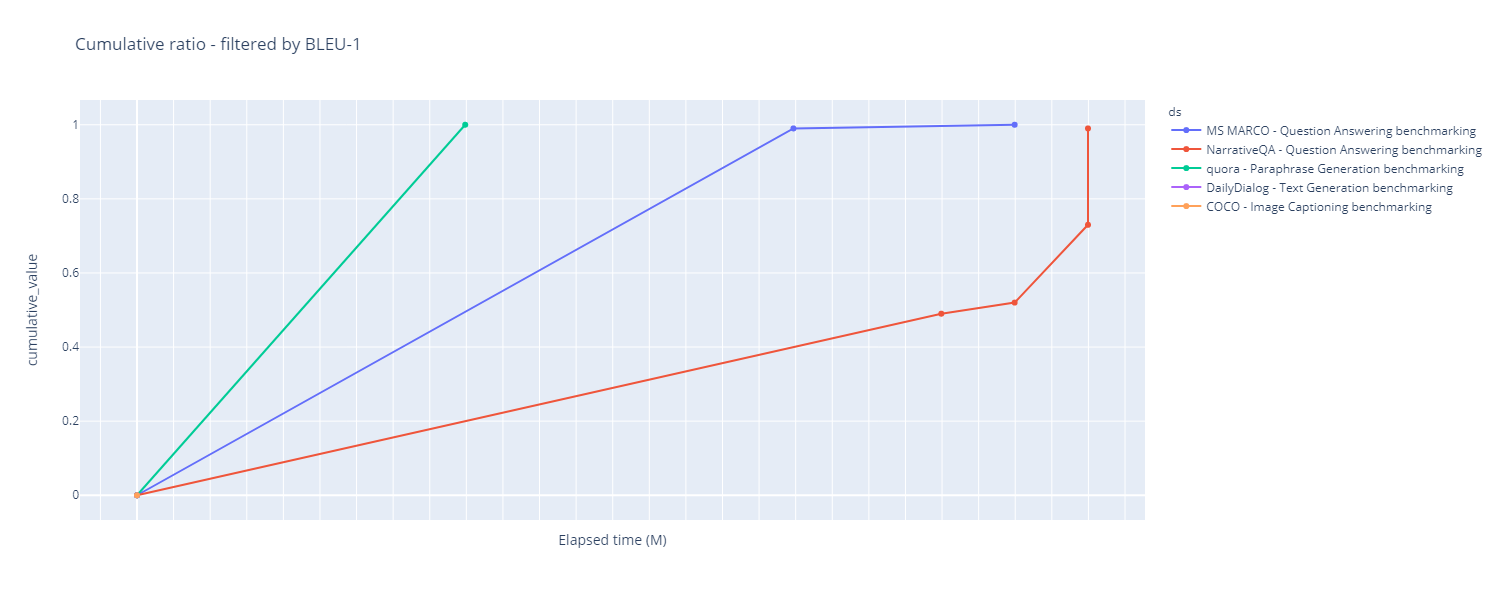 Cumulative ratio - filtered by BLEU-1
ds
MS MARCO - Question Answering benchmarking
NarrativeQA - Question Answering benchmarking
quora - Paraphrase Generation benchmarking
DailyDialog - Text Generation benchmarking
COCO - Image Captioning benchmarking
1
0.8
0.6
0.4
0.2
0
cumulative_value
Elapsed time (M)